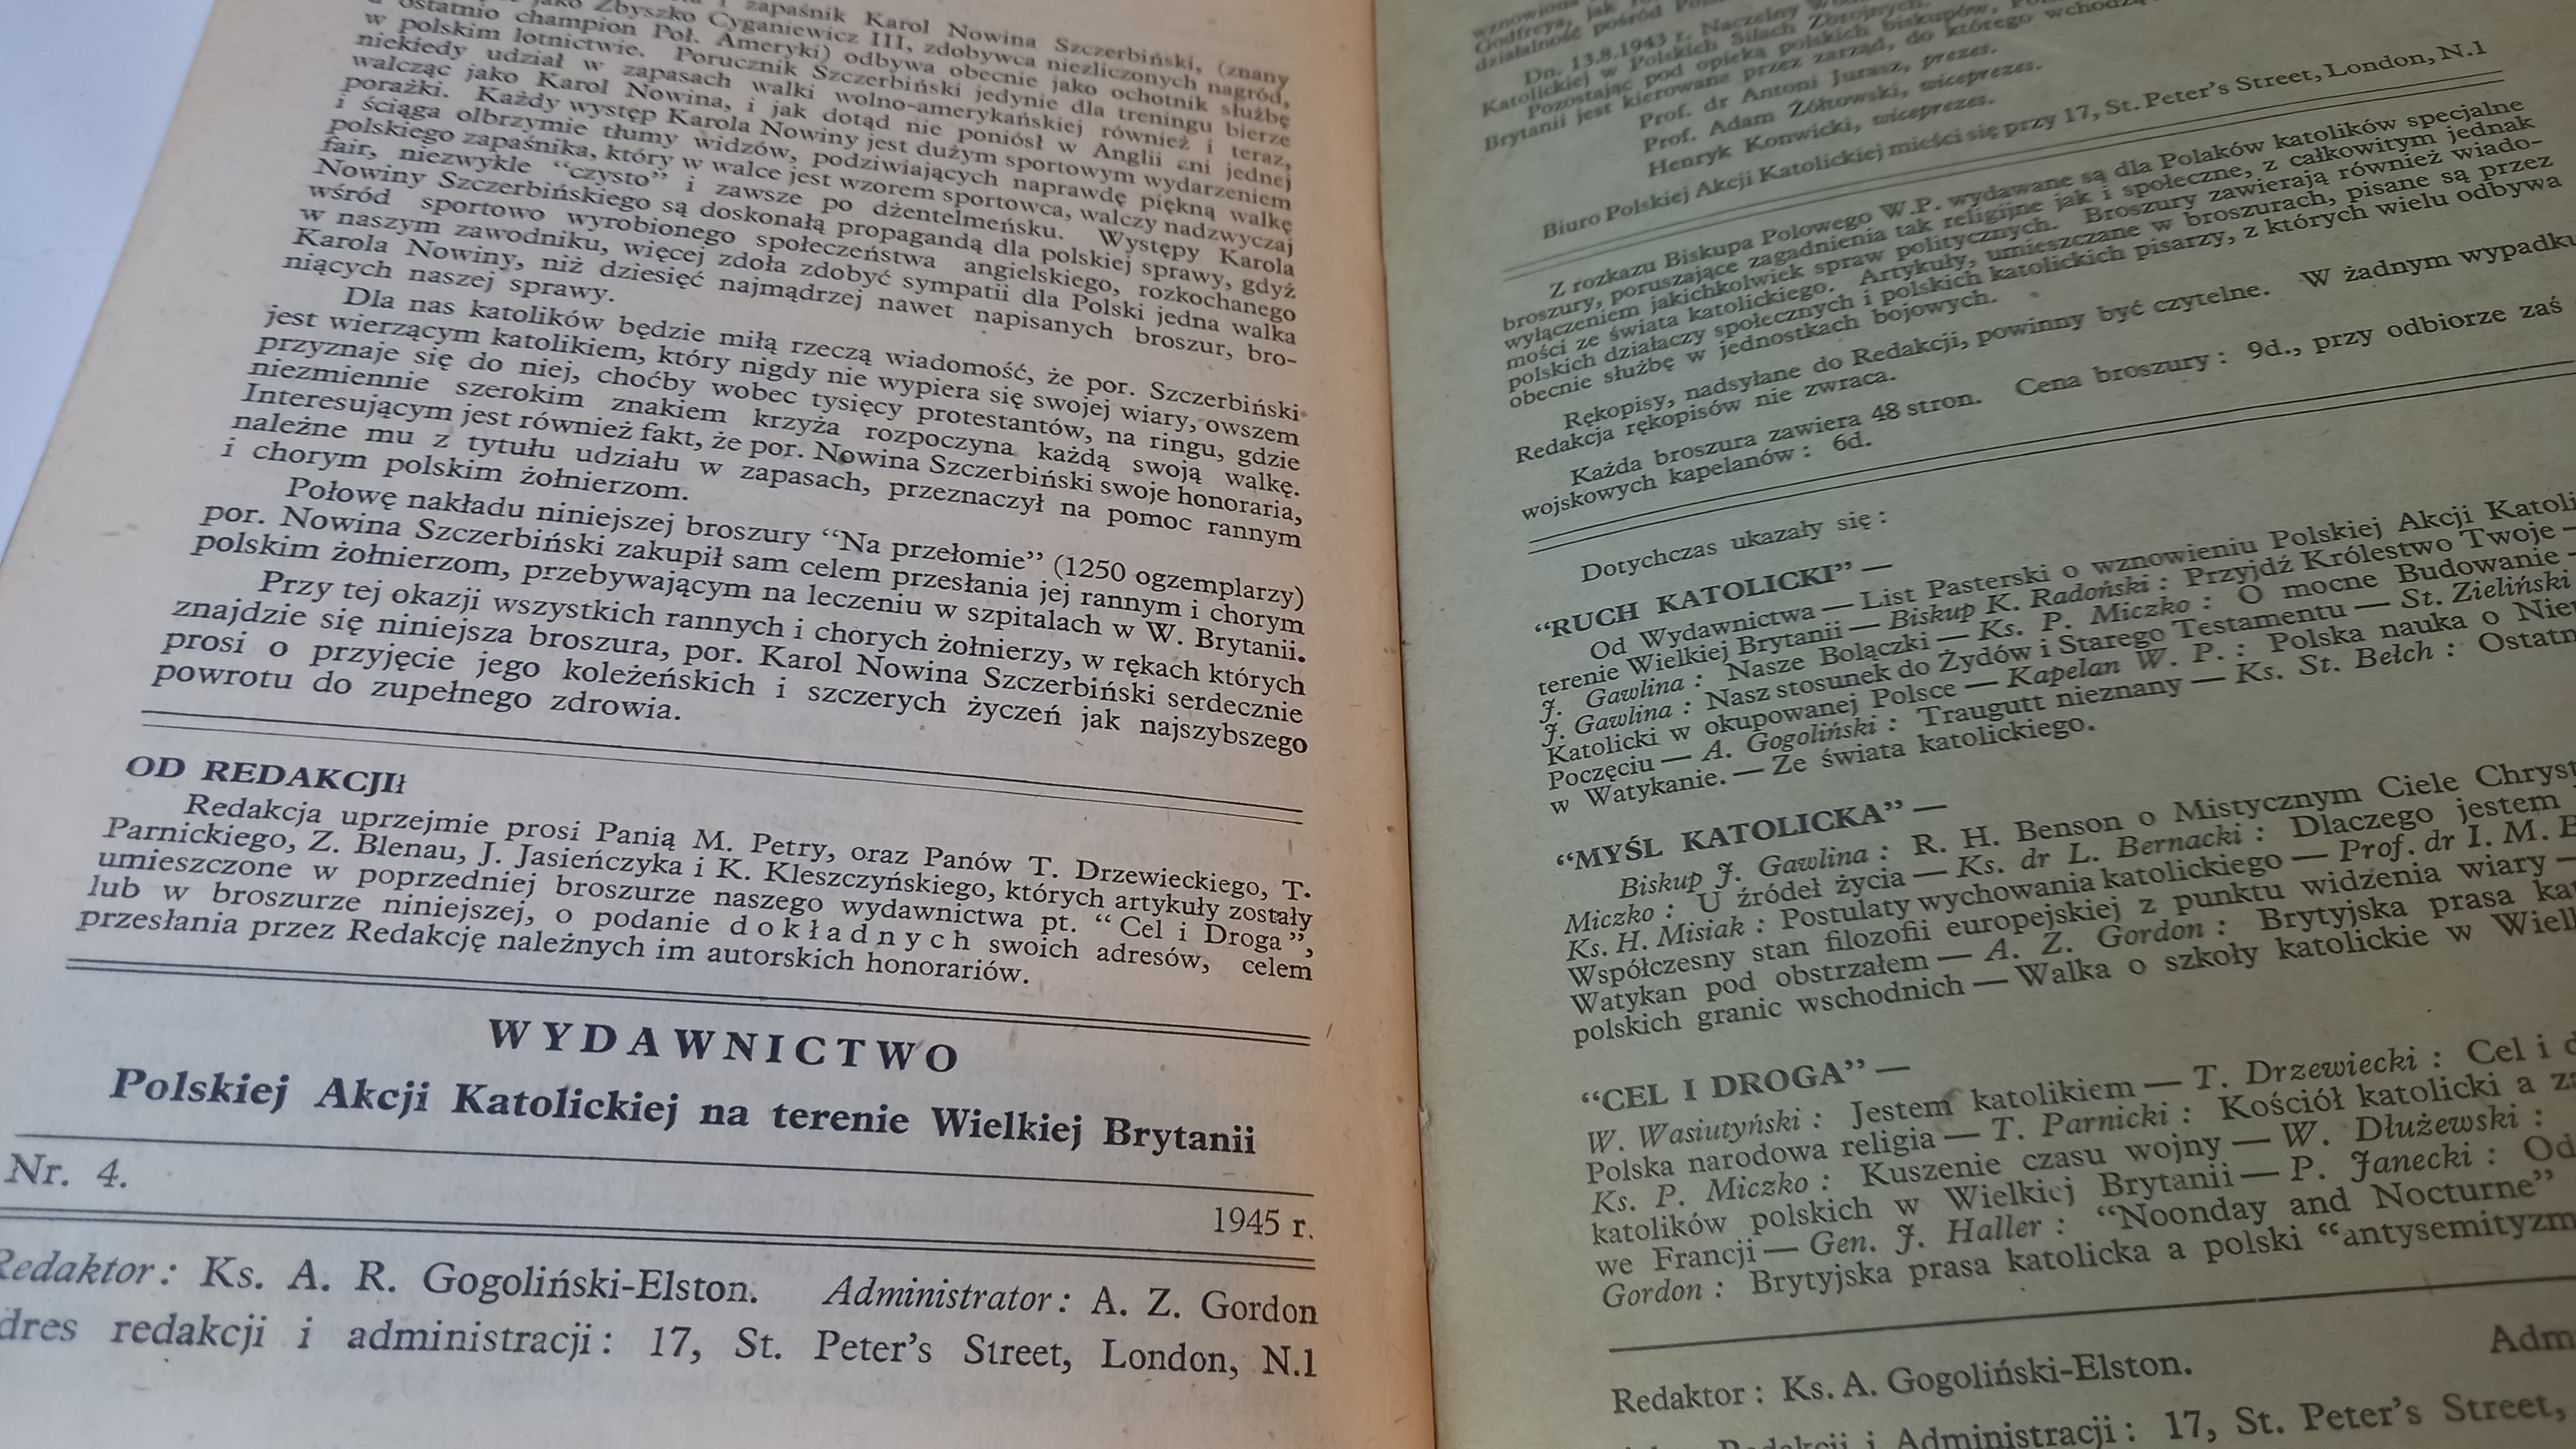 zapaśnik Karol Nowina Szczerbiński, (znany
jako Zbyszko Cyganiewicz III, zdobywca niezliczonych nagród,
ostatnio champion Poł. Ameryki) odbywa obecnie jako ochotnik służbę
w polskim lotnictwie. Porucznik Szczerbiński jedynie dla treningu bierze
niekiedy udział w zapasach walki wolno-amerykańskiej również i teraz,
walcząc jako Karol Nowina, i jak dotąd nie poniósł w Anglii ani jednej
porażki. Każdy występ Karola Nowiny jest dużym sportowym wydarzeniem
i ściąga olbrzymie tłumy widzów, podziwiających naprawdę piękną walkę
polskiego zapaśnika, który w walce jest wzorem sportowca, walczy nadzwyczaj
fair, niezwykle “czysto” i zawsze po dżentelmeńsku. Występy Karola
Nowiny Szczerbińskiego są doskonałą propagandą dla polskiej sprawy, gdyż
wśród sportowo wyrobionego społeczeństwa angielskiego, rozkochanego
w naszym zawodniku, więcej zdoła zdobyć sympatii dla Polski jedna walka
Karola Nowiny, niż dziesięć najmądrzej nawet napisanych broszur, bro-
niących naszej sprawy.
Dla nas katolików będzie miłą rzeczą wiadomość, że por. Szczerbiński
jest wierzącym katolikiem, który nigdy nie wypiera się swojej wiary, owszem
przyznaje się do niej, choćby wobec tysięcy protestantów, na ringu, gdzie
niezmiennie szerokim znakiem krzyża rozpoczyna każdą swoją walkę.
Interesującym jest również fakt, że por. Nowina Szczerbiński swoje honoraria,
należne mu z tytułu udziału w zapasach, przeznaczył na pomoc rannym
i chorym polskim żołnierzom.
Połowę nakładu niniejszej broszury “Na przełomie” (1250 ogzemplarzy)
por. Nowina Szczerbiński zakupił sam celem przesłania jej rannym i chorym
polskim żołnierzom, przebywającym na leczeniu w szpitalach w W. Brytanii.
Przy tej okazji wszystkich rannych i chorych żołnierzy, w rękach których
znajdzie się niniejsza broszura, por. Karol Nowina Szczerbiński serdecznie
prosi o przyjęcie jego koleżeńskich i szczerych życzeń jak najszybszego
powrotu do zupełnego zdrowia.
OD REDAKCJIł
Redakcja uprzejmie prosi Panią M. Petry, oraz Panów T. Drzewieckiego, T.
Parnickiego, Z. Blenau, J. Jasieńczyka i K. Kleszczyńskiego, których artykuły zostały
umieszczone w poprzedniej broszurze naszego wydawnictwa pt. “Cel i Droga”,
lub w broszurze niniejszej, o podanie dokładnych swoich adresów, celem
przesłania przez Redakcję należnych im autorskich honorariów.
WYDAWNICTWO
Polskiej Akcji Katolickiej na terenie Wielkiej Brytanii
Nr. 4.
1945 r.
Redaktor: Ks. A. R. Gogoliński-Elston. Administrator: A. Z. Gordon
dres redakcji i administracji: 17, St. Peter's Street, London, N.1
wznowiona
Godfreya, jak
działalność pośród
Dn. 13.8.1943 r. Naczelny
Katolickiej w Polskich Siłach Zbrojnych.
Pozostając pod opieką polskich biskupów,
Brytanii jest kierowana przez zarząd, do którego wchodzą
Prof. dr Antoni Jurasz, prezes.
Prof. Adam Żółtowski, wiceprezes.
Henryk Konwicki, wiceprezes.
Biuro Polskiej Akcji Katolickiej mieści się przy 17, St. Peter's Street, London, N.1
Z rozkazu Biskupa Polowego W.P. wydawane są dla Polaków katolików specjalne
broszury, poruszające zagadnienia tak religijne jak i społeczne, z całkowitym jednak
wyłączeniem jakichkolwiek spraw politycznych. Broszury zawierają również wiado-
mości ze świata katolickiego. Artykuły, umieszczane w broszurach, pisane są przez
polskich działaczy społecznych i polskich katolickich pisarzy, z których wielu odbywa
obecnie służbę w jednostkach bojowych.
Rękopisy, nadsyłane do Redakcji, powinny być czytelne. W żadnym wypadku
Redakcja rękopisów nie zwraca.
Każda broszura zawiera 48 stron. Cena broszury: 9d., przy odbiorze zaś
wojskowych kapelanów: 6d.
Dotychczas ukazały się:
“RUCH KATOLICKI” —
Od Wydawnictwa — List Pasterski o wznowieniu Polskiej Akcji Katoli
terenie Wielkiej Brytanii — Biskup K. Radoński: Przyjdź Królestwo Twoje —
J. Gawlina: Nasze Bolączki — Ks. P. Miczko: O mocne Budowanie —
J. Gawlina: Nasz stosunek do Żydów i Starego Testamentu — St. Zieliński
Katolicki w okupowanej Polsce — Kapelan W. P.: Polska nauka o Nie
Poczęciu — A. Gogoliński: Traugutt nieznany — Ks. St. Bełch: Ostatn
w Watykanie. — Ze świata katolickiego.
“MYŚL KATOLICKA” —
Biskup J. Gawlina: R. H. Benson o Mistycznym Ciele Chryst
Miczko: U źródeł życia — Ks. dr L. Bernacki: Dlaczego jestem
Ks. H. Misiak: Postulaty wychowania katolickiego — Prof. dr I. M. B
Współczesny stan filozofii europejskiej z punktu widzenia wiary —
Watykan pod obstrzałem — A. Z. Gordon: Brytyjska prasa ka
polskich granic wschodnich — Walka o szkoły katolickie w Wiel
“CEL I DROGA” —
W. Wasiutyński: Jestem katolikiem — T. Drzewiecki: Cel i d
Polska narodowa religia — T. Parnicki: Kościół katolicki a za
Ks. P. Miczko: Kuszenie czasu wojny — W. Dłużewski:
katolików polskich w Wielkiej Brytanii — P. Janecki: Od
we Francji — Gen. J. Haller: “Noonday and Nocturne”
Gordon: Brytyjska prasa katolicka a polski “antysemityzm
Redaktor: Ks. A. Gogoliński-Elston. Adm
Redakcji i Administracji: 17, St. Peter's Street,